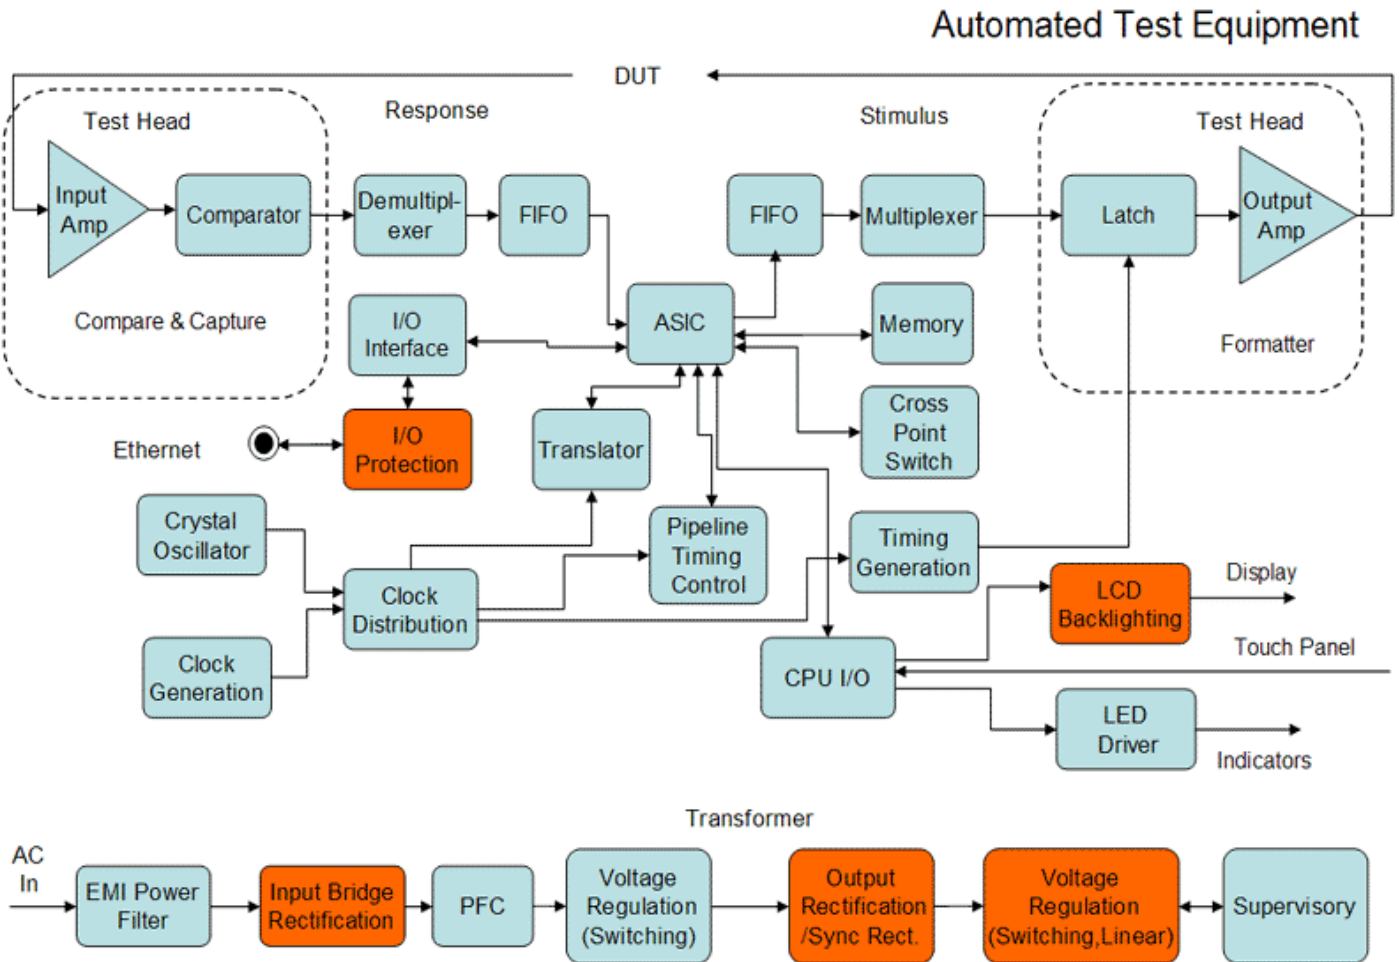 Automated Test Equipment
DUT
Response
Stimulus
Test Head
Input
Amp
Comparator
Compare & Capture
Demultipl-
exer
FIFO
FIFO
Multiplexer
Test Head
Latch
Output
Amp
Formatter
ASIC
I/O
Interface
Memory
Ethernet
I/O
Protection
Translator
Cross
Point
Switch
Crystal
Oscillator
Pipeline
Timing
Control
Timing
Generation
Clock
Distribution
LCD
Backlighting
Display
Clock
Generation
CPU I/O
Touch Panel
LED
Driver
Indicators
Transformer
AC
In
EMI Power
Filter
Input Bridge
Rectification
PFC
Voltage
Regulation
(Switching)
Output
Rectification
/Sync Rect.
Voltage
Regulation
(Switching,Linear)
Supervisory